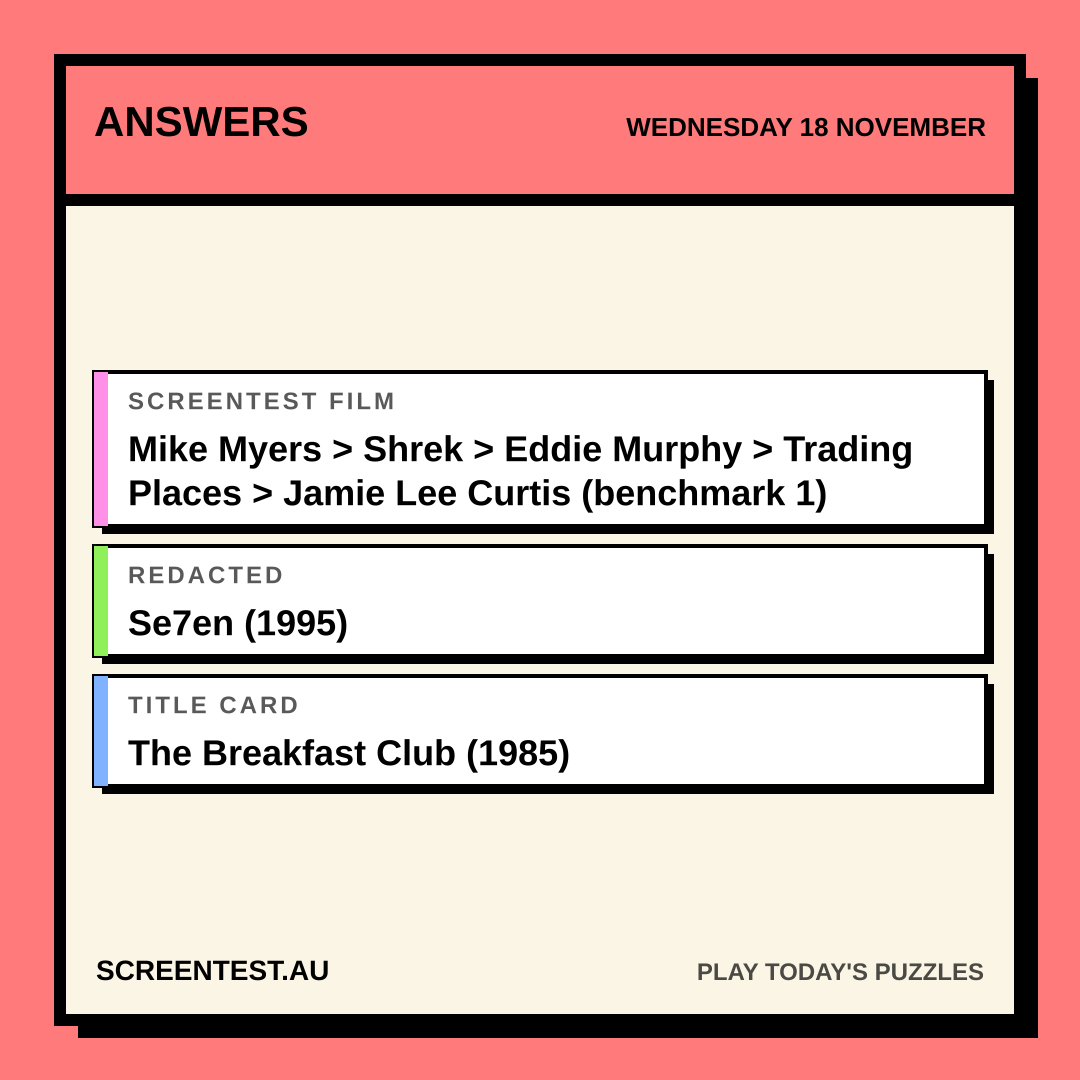 ANSWERS
WEDNESDAY 18 NOVEMBER
SCREENTEST FILM
Mike Myers > Shrek > Eddie Murphy > Trading
Places > Jamie Lee Curtis (benchmark 1)
REDACTED
Se7en (1995)
TITLE CARD
The Breakfast Club (1985)
SCREENTEST.AU
PLAY TODAY'S PUZZLES